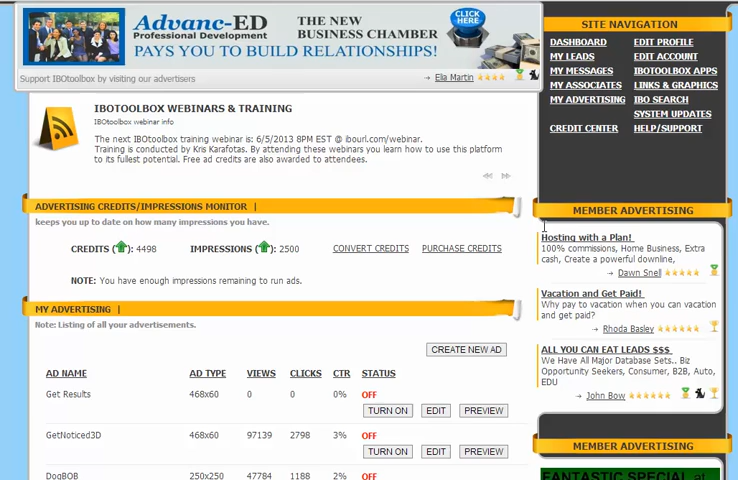 Advanc-ED
Professional Development
THE NEW
BUSINESS CHAMBER
CLICK
HERE
PAYS YOU TO BUILD RELATIONSHIPS!
Support IBOtoolbox by visiting our advertisers
Ella Martin
IBOTOOLBOX WEBINARS & TRAINING
IBOtoolbox webinar info
The next IBOtoolbox training webinar is: 6/5/2013 8PM EST @ ibourl.com/webinar.
Training is conducted by Kris Karafotas. By attending these webinars you learn how to use this platform
to its fullest potential. Free ad credits are also awarded to attendees.
ADVERTISING CREDITS/IMPRESSIONS MONITOR |
keeps you up to date on how many impressions you have.
CREDITS ( ): 4498 IMPRESSIONS ( ): 2500 CONVERT CREDITS PURCHASE CREDITS
NOTE: You have enough impressions remaining to run ads.
MY ADVERTISING |
Note: Listing of all your advertisements.
CREATE NEW AD
AD NAME AD TYPE VIEWS CLICKS CTR STATUS
Get Results 468x60 0 0 0% OFF
TURN ON EDIT PREVIEW
GetNoticed3D 468x60 97139 2798 3% OFF
TURN ON EDIT PREVIEW
DogBOB 250x250 47784 1188 2% OFF
SITE NAVIGATION
DASHBOARD EDIT PROFILE
MY LEADS EDIT ACCOUNT
MY MESSAGES IBOTOOLBOX APPS
MY ASSOCIATES LINKS & GRAPHICS
MY ADVERTISING IBO SEARCH
SYSTEM UPDATES
CREDIT CENTER HELP/SUPPORT
MEMBER ADVERTISING
Hosting with a Plan!
100% commissions, Home Business, Extra
cash, Create a powerful downline,
Dawn Snell
Vacation and Get Paid!
Why pay to vacation when you can vacation
and get paid?
Rhoda Basley
ALL YOU CAN EAT LEADS $$$
We Have All Major Database Sets.. Biz
Opportunity Seekers, Consumer, B2B, Auto,
EDU
John Bow
MEMBER ADVERTISING
FANTASTIC SPECIAL at